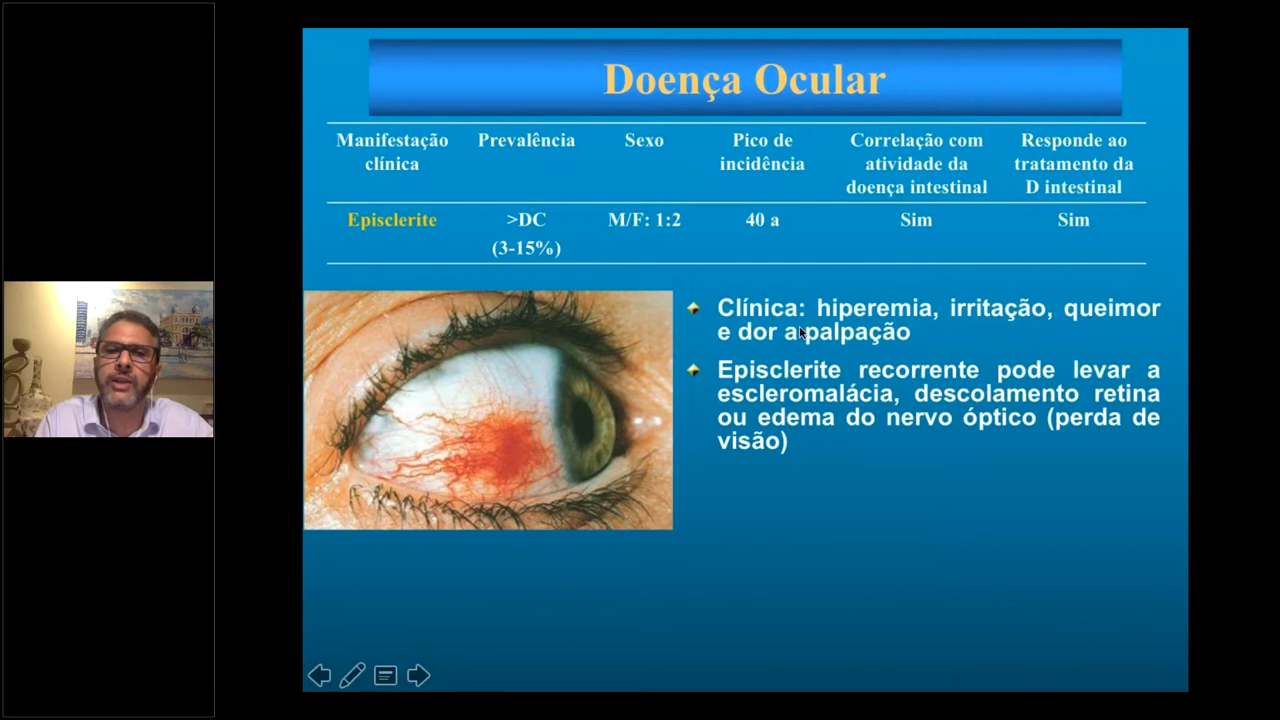 Doença Ocular
Manifestação clínica
Prevalência
Sexo
Pico de incidência
Correlação com atividade da doença intestinal
Responde ao tratamento da D intestinal
Episclerite
>DC
(3-15%)
M/F: 1:2
40 a
Sim
Sim
Clínica: hiperemia, irritação, queimor
e dor a palpação
Episclerite recorrente pode levar a
escleromalácia, descolamento retina
ou edema do nervo óptico (perda de
visão)